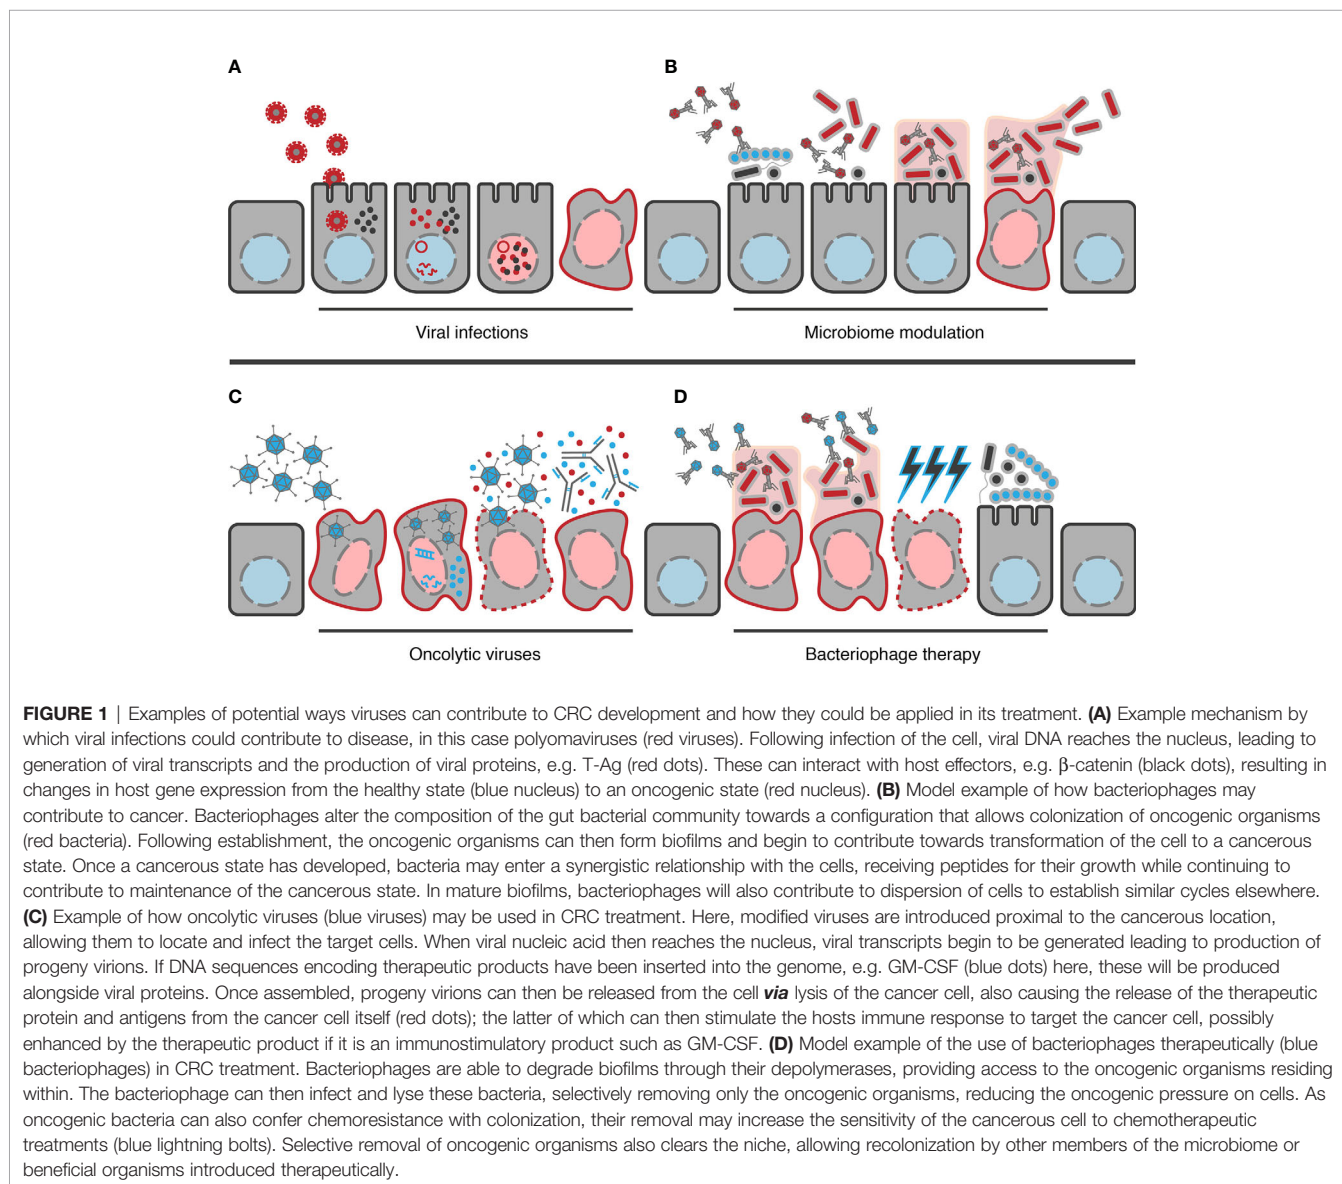 A
B
Viral infections
Microbiome modulation
C
D
Oncolytic viruses
Bacteriophage therapy
FIGURE 1 | Examples of potential ways viruses can contribute to CRC development and how they could be applied in its treatment. (A) Example mechanism by
which viral infections could contribute to disease, in this case polyomaviruses (red viruses). Following infection of the cell, viral DNA reaches the nucleus, leading to
generation of viral transcripts and the production of viral proteins, e.g. T-Ag (red dots). These can interact with host effectors, e.g. β-catenin (black dots), resulting in
changes in host gene expression from the healthy state (blue nucleus) to an oncogenic state (red nucleus). (B) Model example of how bacteriophages may
contribute to cancer. Bacteriophages alter the composition of the gut bacterial community towards a configuration that allows colonization of oncogenic organisms
(red bacteria). Following establishment, the oncogenic organisms can then form biofilms and begin to contribute towards transformation of the cell to a cancerous
state. Once a cancerous state has developed, bacteria may enter a synergistic relationship with the cells, receiving peptides for their growth while continuing to
contribute to maintenance of the cancerous state. In mature biofilms, bacteriophages will also contribute to dispersion of cells to establish similar cycles elsewhere.
(C) Example of how oncolytic viruses (blue viruses) may be used in CRC treatment. Here, modified viruses are introduced proximal to the cancerous location,
allowing them to locate and infect the target cells. When viral nucleic acid then reaches the nucleus, viral transcripts begin to be generated leading to production of
progeny virions. If DNA sequences encoding therapeutic products have been inserted into the genome, e.g. GM-CSF (blue dots) here, these will be produced
alongside viral proteins. Once assembled, progeny virions can then be released from the cell via lysis of the cancer cell, also causing the release of the therapeutic
protein and antigens from the cancer cell itself (red dots); the latter of which can then stimulate the hosts immune response to target the cancer cell, possibly
enhanced by the therapeutic product if it is an immunostimulatory product such as GM-CSF. (D) Model example of the use of bacteriophages therapeutically (blue
bacteriophages) in CRC treatment. Bacteriophages are able to degrade biofilms through their depolymerases, providing access to the oncogenic organisms residing
within. The bacteriophage can then infect and lyse these bacteria, selectively removing only the oncogenic organisms, reducing the oncogenic pressure on cells. As
oncogenic bacteria can also confer chemoresistance with colonization, their removal may increase the sensitivity of the cancerous cell to chemotherapeutic
treatments (blue lightning bolts). Selective removal of oncogenic organisms also clears the niche, allowing recolonization by other members of the microbiome or
beneficial organisms introduced therapeutically.